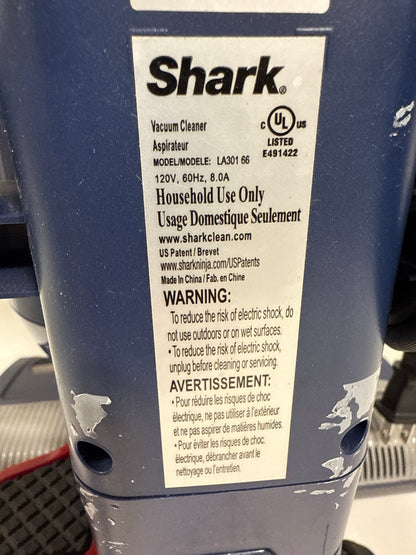 Shark®
Vacuum Cleaner
Aspirateur
MODEL/MODELE: LA301 66
120V, 60Hz, 8.0A
C UL US
LISTED
E491422
Household Use Only
Usage Domestique Seulement
www.sharkclean.com
US Patent / Brevet
www.sharkninja.com/USPatents
Made in China / Fab. en Chine
WARNING:
To reduce the risk of electric shock, do
not use outdoors or on wet surfaces.
• To reduce the risk of electric shock,
unplug before cleaning or servicing.
AVERTISSEMENT:
• Pour réduire les risques de choc
électrique, ne pas utiliser à l'extérieur
et ne pas aspirer de matières humides.
• Pour éviter les risques de choc.
électrique, débrancher avant le
nettoyage ou l'entretien.